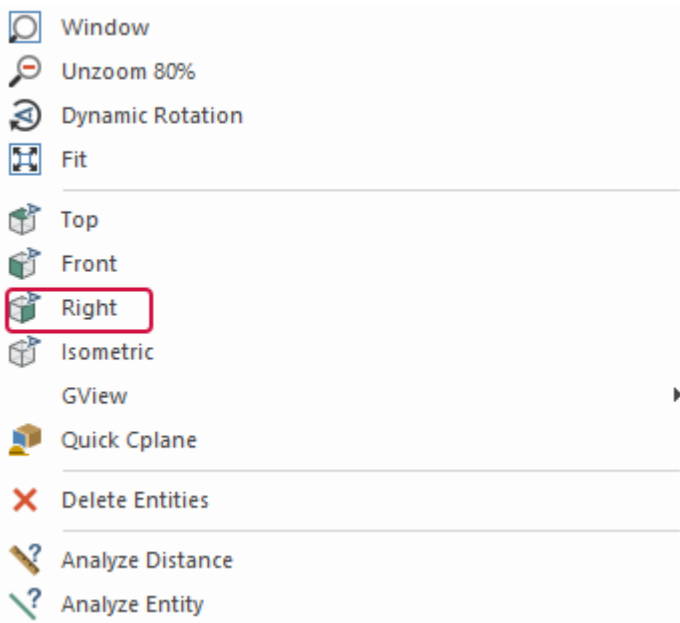 Window
Unzoom 80%
Dynamic Rotation
Fit
Top
Front
Right
Isometric
GView
Quick Cplane
Delete Entities
Analyze Distance
Analyze Entity